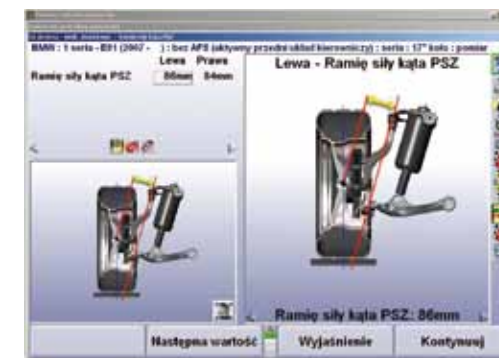 BMW : 1 seria - E81 (2007 - ) : bez AFS (aktywny przedni układ kierowniczy) : seria : 17" koło : pomiar
Lewa Prawa
Ramię siły kąta PSZ 86mm 84mm
Lewa - Ramię siły kąta PSZ
Ramię siły kąta PSZ: 86mm
Następna wartość Wyjaśnienie Kontynuuj